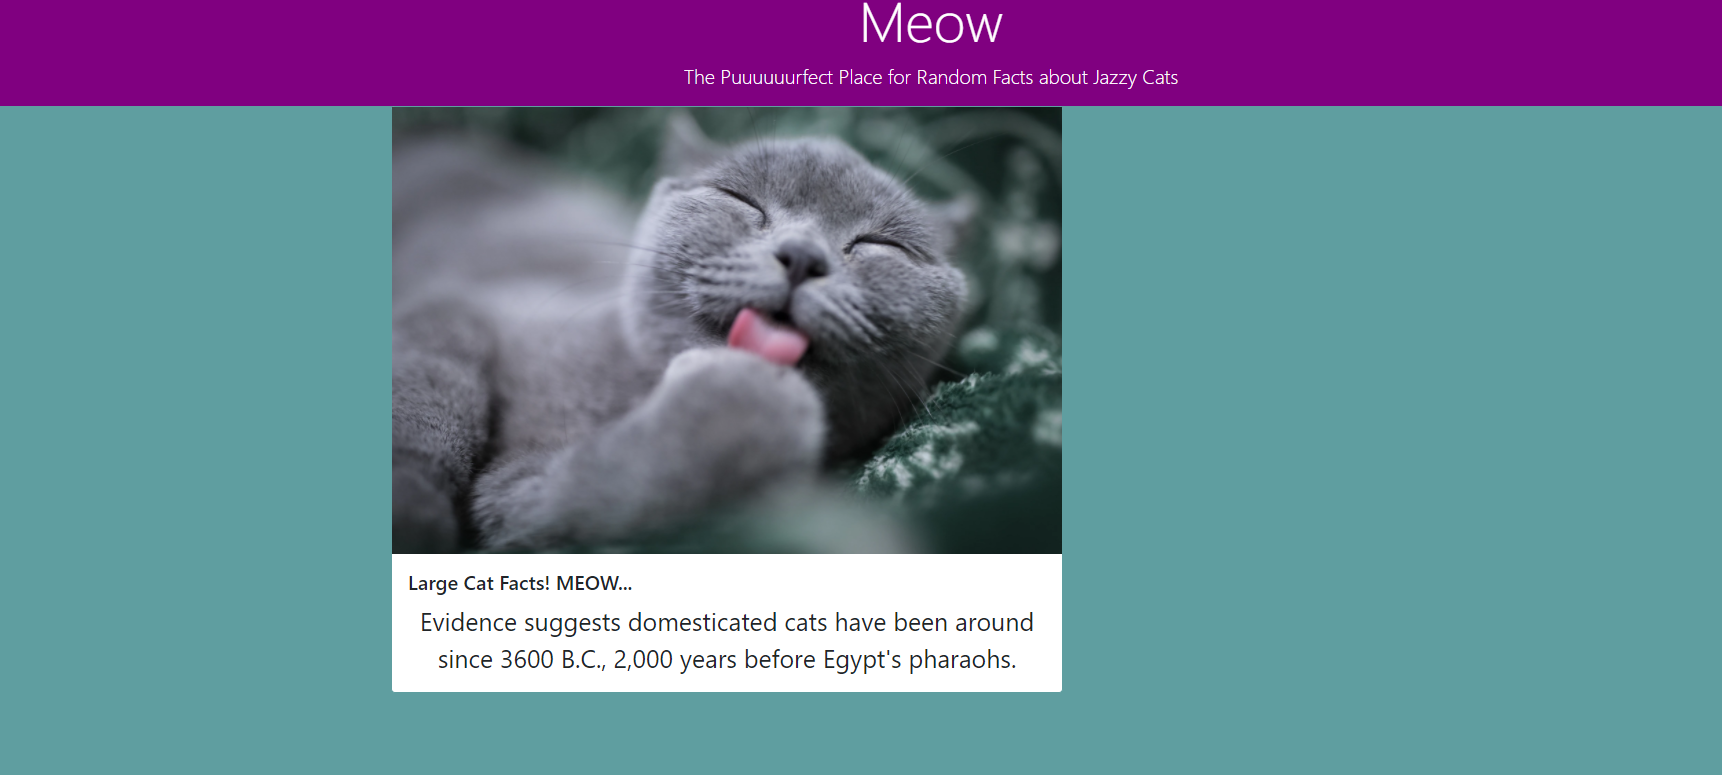 Meow
The Puuuuuurfect Place for Random Facts about Jazzy Cats
Large Cat Facts! MEOW...
Evidence suggests domesticated cats have been around
since 3600 B.C., 2,000 years before Egypt's pharaohs.